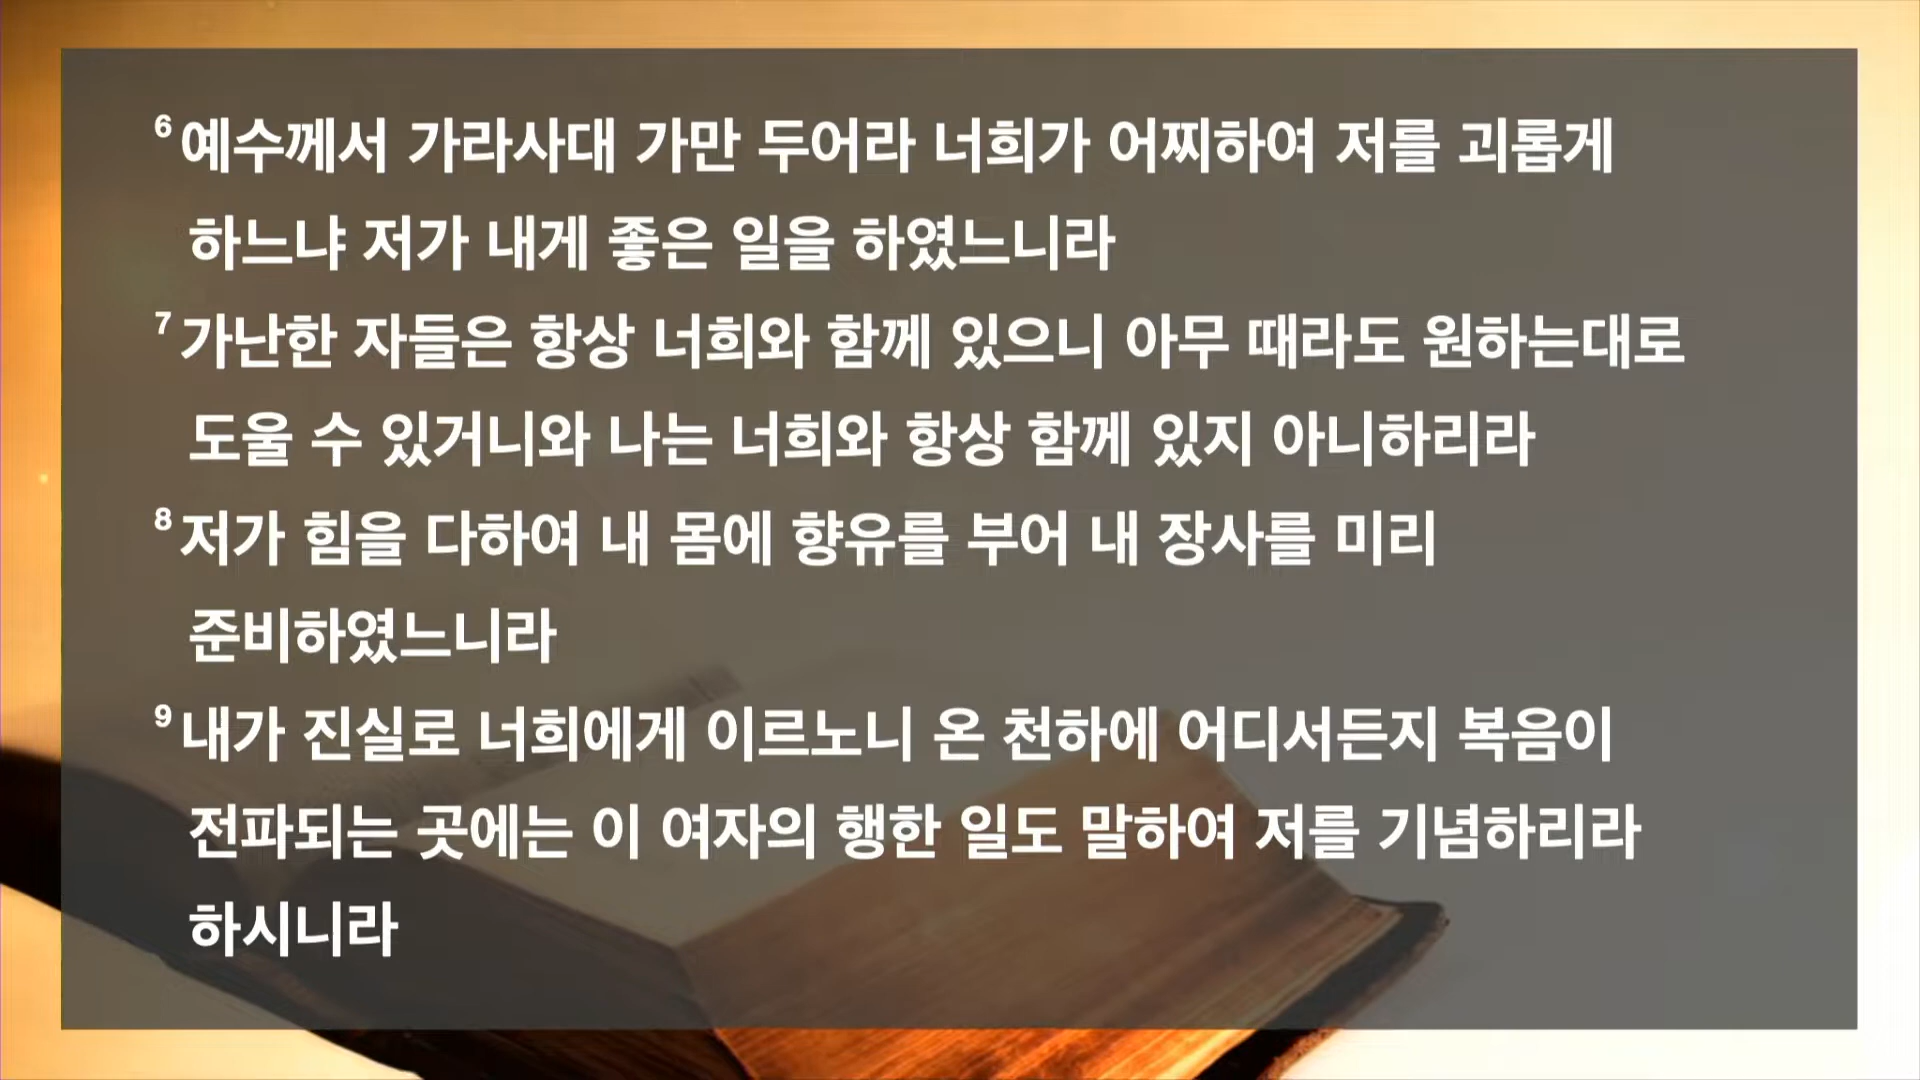 6 예수께서 가라사대 가만 두어라 너희가 어찌하여 저를 괴롭게
하느냐 저가 내게 좋은 일을 하였느니라
7 가난한 자들은 항상 너희와 함께 있으니 아무 때라도 원하는대로
도울 수 있거니와 나는 너희와 항상 함께 있지 아니하리라
8 저가 힘을 다하여 내 몸에 향유를 부어 내 장사를 미리
준비하였느니라
9 내가 진실로 너희에게 이르노니 온 천하에 어디서든지 복음이
전파되는 곳에는 이 여자의 행한 일도 말하여 저를 기념하리라
하시니라